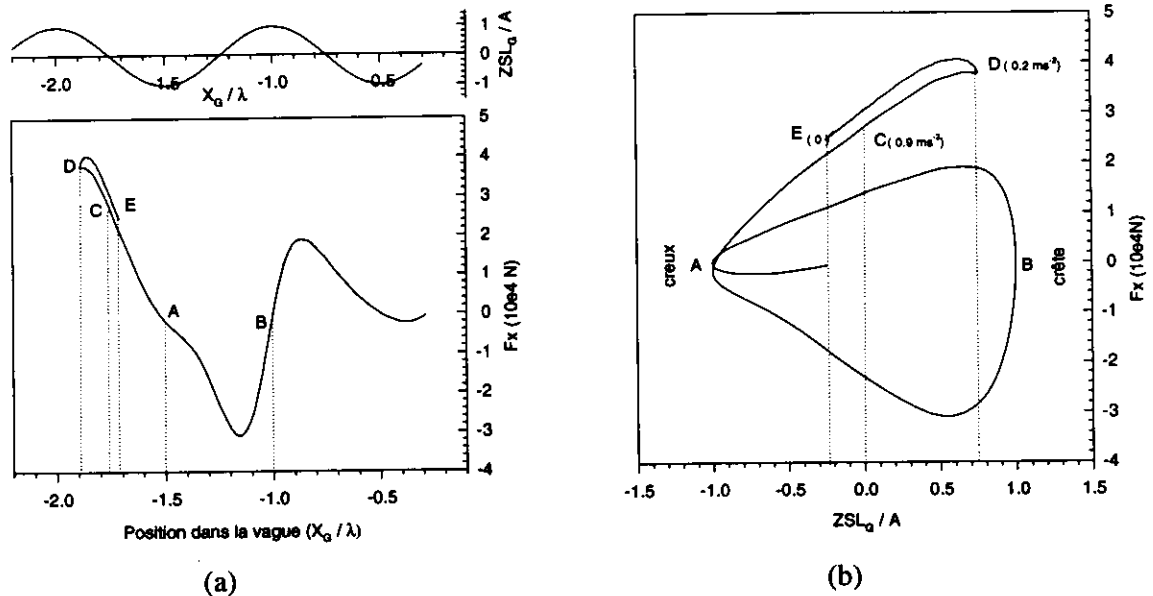 1
0
-1
ZSL_G / A
-2.0
-1.5
-1.0
-0.5
X_G / λ
D
C
E
A
B
5
4
3
2
1
0
-1
-2
-3
-4
Fx (10e4 N)
-2.0
-1.5
-1.0
-0.5
Position dans la vague (X_G / λ)
(a)
D ( 0.2 ms⁻² )
E ( 0 )
C ( 0.9 ms⁻² )
creux
A
B
crête
5
4
3
2
1
0
-1
-2
-3
-4
Fx (10e4N)
-1.5
-1.0
-0.5
0.0
0.5
1.0
1.5
ZSL_G / A
(b)